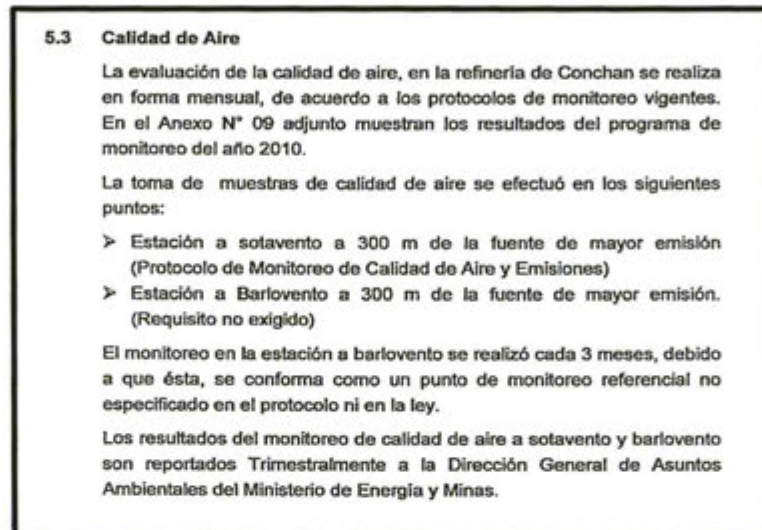 5.3 Calidad de Aire
La evaluación de la calidad de aire, en la refinería de Conchan se realiza
en forma mensual, de acuerdo a los protocolos de monitoreo vigentes.
En el Anexo N° 09 adjunto muestran los resultados del programa de
monitoreo del año 2010.
La toma de muestras de calidad de aire se efectuó en los siguientes
puntos:
➢ Estación a sotavento a 300 m de la fuente de mayor emisión
(Protocolo de Monitoreo de Calidad de Aire y Emisiones)
➢ Estación a Barlovento a 300 m de la fuente de mayor emisión.
(Requisito no exigido)
El monitoreo en la estación a barlovento se realizó cada 3 meses, debido
a que ésta, se conforma como un punto de monitoreo referencial no
especificado en el protocolo ni en la ley.
Los resultados del monitoreo de calidad de aire a sotavento y barlovento
son reportados Trimestralmente a la Dirección General de Asuntos
Ambientales del Ministerio de Energía y Minas.